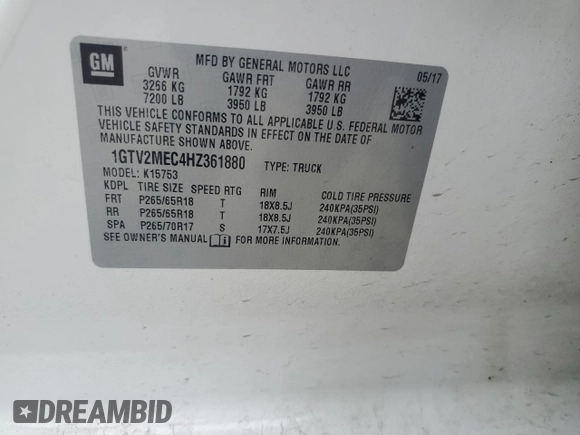 GM
MFD BY GENERAL MOTORS LLC
05/17
GVWR GAWR FRT GAWR RR
3266 KG 1792 KG 1792 KG
7200 LB 3950 LB 3950 LB
THIS VEHICLE CONFORMS TO ALL APPLICABLE U.S. FEDERAL MOTOR
VEHICLE SAFETY STANDARDS IN EFFECT ON THE DATE OF
MANUFACTURE SHOWN ABOVE.
1GTV2MEC4HZ361880 TYPE: TRUCK
MODEL: K15753
KDPL TIRE SIZE SPEED RTG RIM COLD TIRE PRESSURE
FRT P265/65R18 T 18X8.5J 240KPA(35PSI)
RR P265/65R18 T 18X8.5J 240KPA(35PSI)
SPA P265/70R17 S 17X7.5J 240KPA(35PSI)
SEE OWNER'S MANUAL FOR MORE INFORMATION.
DREAMBID